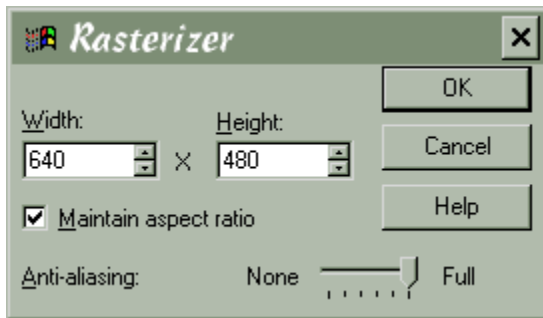 Rasterizer
OK
Width:
Height:
640 X 480
Cancel
Maintain aspect ratio
Help
Anti-aliasing: None Full